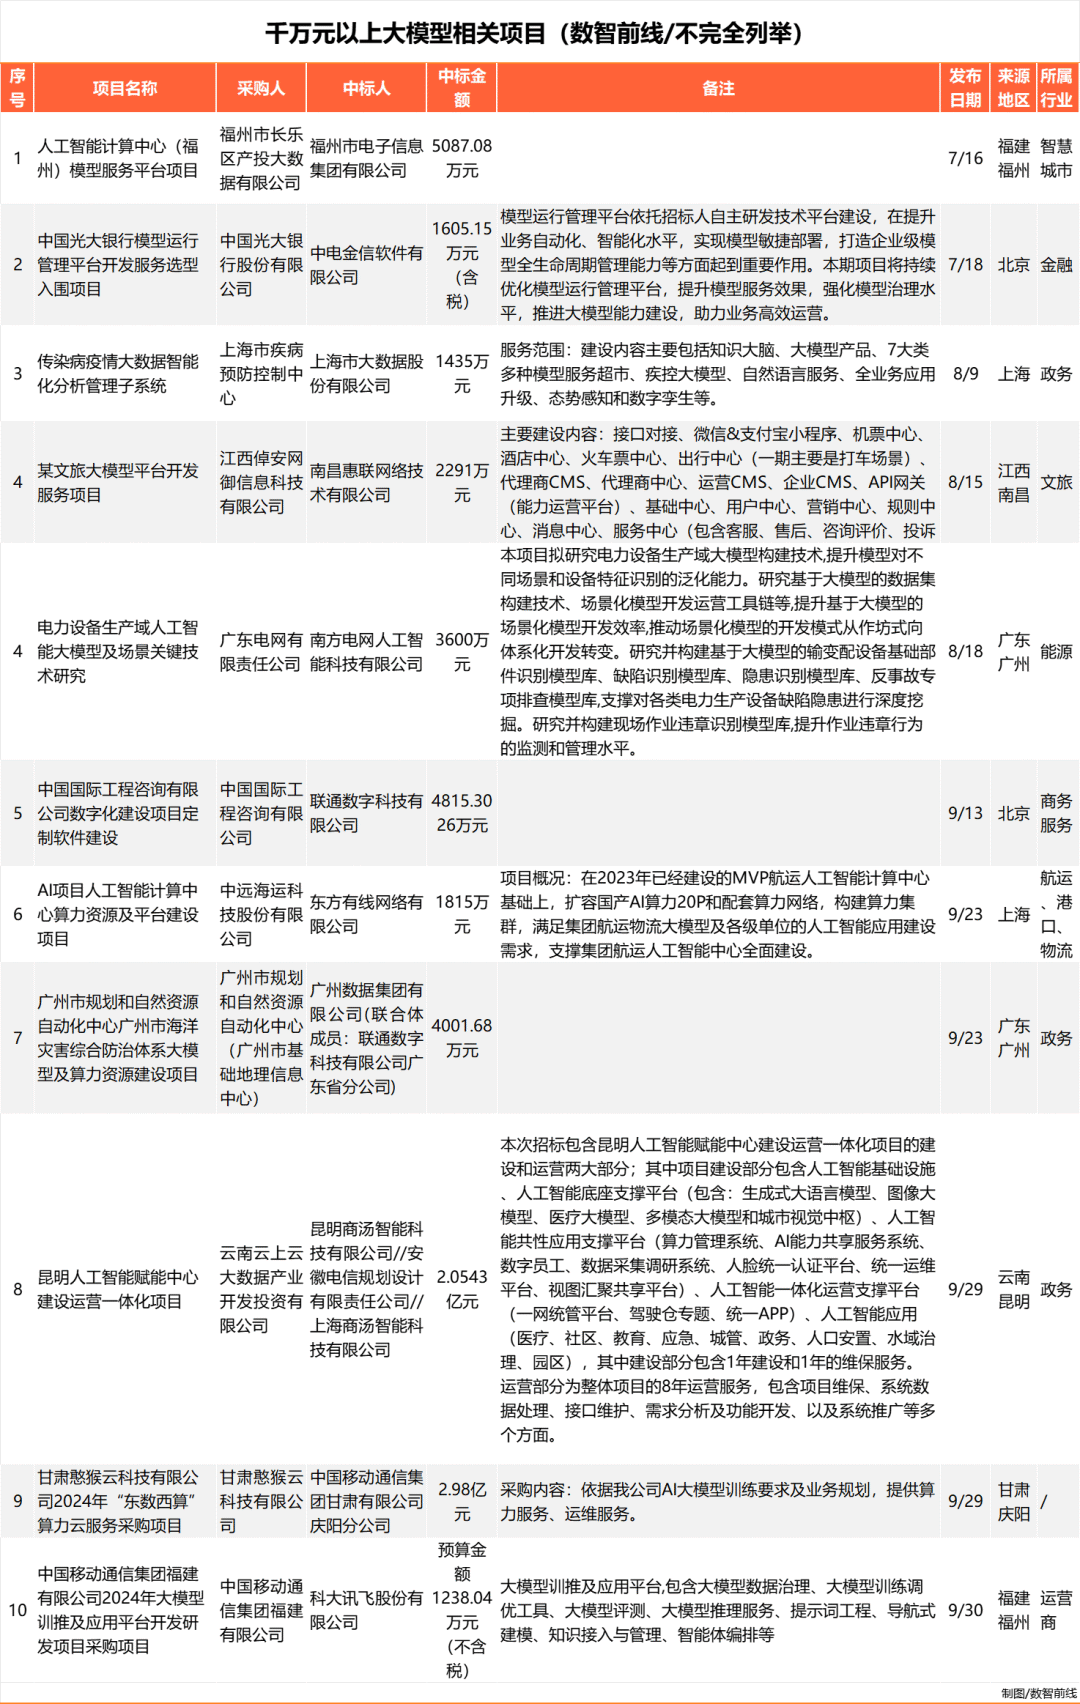 千万元以上大模型相关项目（数智前线/不完全列举）
序号 项目名称 采购人 中标人 中标金额 备注 发布日期 来源地区 所属行业
1
人工智能计算中心（福
州）模型服务平台项目
福州市长乐
区产投大数
据有限公司
福州市电子信息
集团有限公司
5087.08
万元
7/16
福建
福州
智慧
城市
2
中国光大银行模型运行
管理平台开发服务选型
入围项目
中国光大银
行股份有限
公司
中电金信软件有
限公司
1605.15
万元
（含
税）
模型运行管理平台依托招标人自主研发技术平台建设，在提升
业务自动化、智能化水平，实现模型敏捷部署，打造企业级模
型全生命周期管理能力等方面起到重要作用。本期项目将持续
优化模型运行管理平台，提升模型服务效果，强化模型治理水
平，推进大模型能力建设，助力业务高效运营。
7/18
北京
金融
3
传染病疫情大数据智能
化分析管理子系统
上海市疾病
预防控制中
心
上海市大数据股
份有限公司
1435万
元
服务范围：建设内容主要包括知识大脑、大模型产品、7大类
多种模型服务超市、疾控大模型、自然语言服务、全业务应用
升级、态势感知和数字孪生等。
8/9
上海
政务
4
某文旅大模型平台开发
服务项目
江西倬安网
御信息科技
有限公司
南昌惠联网络技
术有限公司
2291万
元
主要建设内容：接口对接、微信&支付宝小程序、机票中心、
酒店中心、火车票中心、出行中心（一期主要是打车场景）、
代理商CMS、代理商中心、运营CMS、企业CMS、API网关
（能力运营平台）、基础中心、用户中心、营销中心、规则中
心、消息中心、服务中心（包含客服、售后、咨询评价、投诉
8/15
江西
南昌
文旅
4
电力设备生产域人工智
能大模型及场景关键技
术研究
广东电网有
限责任公司
南方电网人工智
能科技有限公司
3600万
元
本项目拟研究电力设备生产域大模型构建技术,提升模型对不
同场景和设备特征识别的泛化能力。研究基于大模型的数据集
构建技术、场景化模型开发运营工具链等,提升基于大模型的
场景化模型开发效率,推动场景化模型的开发模式从作坊式向
体系化开发转变。研究并构建基于大模型的输变配设备基础部
件识别模型库、缺陷识别模型库、隐患识别模型库、反事故专
项排查模型库,支撑对各类电力生产设备缺陷隐患进行深度挖
掘。研究并构建现场作业违章识别模型库,提升作业违章行为
的监测和管理水平。
8/18
广东
广州
能源
5
中国国际工程咨询有限
公司数字化建设项目定
制软件建设
中国国际工
程咨询有限
公司
联通数字科技有
限公司
4815.30
26万元
9/13
北京
商务
服务
6
AI项目人工智能计算中
心算力资源及平台建设
项目
中远海运科
技股份有限
公司
东方有线网络有
限公司
1815万
元
项目概况：在2023年已经建设的MVP航运人工智能计算中心
基础上，扩容国产AI算力20P和配套算力网络，构建算力集
群，满足集团航运物流大模型及各级单位的人工智能应用建设
需求，支撑集团航运人工智能中心全面建设。
9/23
上海
航运
、港
口、
物流
7
广州市规划和自然资源
自动化中心广州市海洋
灾害综合防治体系大模
型及算力资源建设项目
广州市规划
和自然资源
自动化中心
（广州市基
础地理信息
中心）
广州数据集团有
限公司(联合体
成员：联通数字
科技有限公司广
东省分公司)
4001.68
万元
9/23
广东
广州
政务
8
昆明人工智能赋能中心
建设运营一体化项目
云南云上云
大数据产业
开发投资有
限公司
昆明商汤智能科
技有限公司//安
徽电信规划设计
有限责任公司//
上海商汤智能科
技有限公司
2.0543
亿元
本次招标包含昆明人工智能赋能中心建设运营一体化项目的建
设和运营两大部分；其中项目建设部分包含人工智能基础设施
、人工智能底座支撑平台（包含：生成式大语言模型、图像大
模型、医疗大模型、多模态大模型和城市视觉中枢）、人工智
能共性应用支撑平台（算力管理系统、AI能力共享服务系统、
数字员工、数据采集调研系统、人脸统一认证平台、统一运维
平台、视图汇聚共享平台）、人工智能一体化运营支撑平台
（一网统管平台、驾驶仓专题、统一APP）、人工智能应用
（医疗、社区、教育、应急、城管、政务、人口安置、水域治
理、园区），其中建设部分包含1年建设和1年的维保服务。
运营部分为整体项目的8年运营服务，包含项目维保、系统数
据处理、接口维护、需求分析及功能开发、以及系统推广等多
个方面。
9/29
云南
昆明
政务
9
甘肃憨猴云科技有限公
司2024年“东数西算”
算力云服务采购项目
甘肃憨猴云
科技有限公
司
中国移动通信集
团甘肃有限公司
庆阳分公司
2.98亿
元
采购内容：依据我公司AI大模型训练要求及业务规划，提供算
力服务、运维服务。
9/29
甘肃
庆阳
/
10
中国移动通信集团福建
有限公司2024年大模型
训推及应用平台开发研
发项目采购项目
中国移动通
信集团福建
有限公司
科大讯飞股份有
限公司
预算金
额
1238.04
万元
（不含
税）
大模型训推及应用平台,包含大模型数据治理、大模型训练调
优工具、大模型评测、大模型推理服务、提示词工程、导航式
建模、知识接入与管理、智能体编排等
9/30
福建
福州
运营
商
制图/数智前线